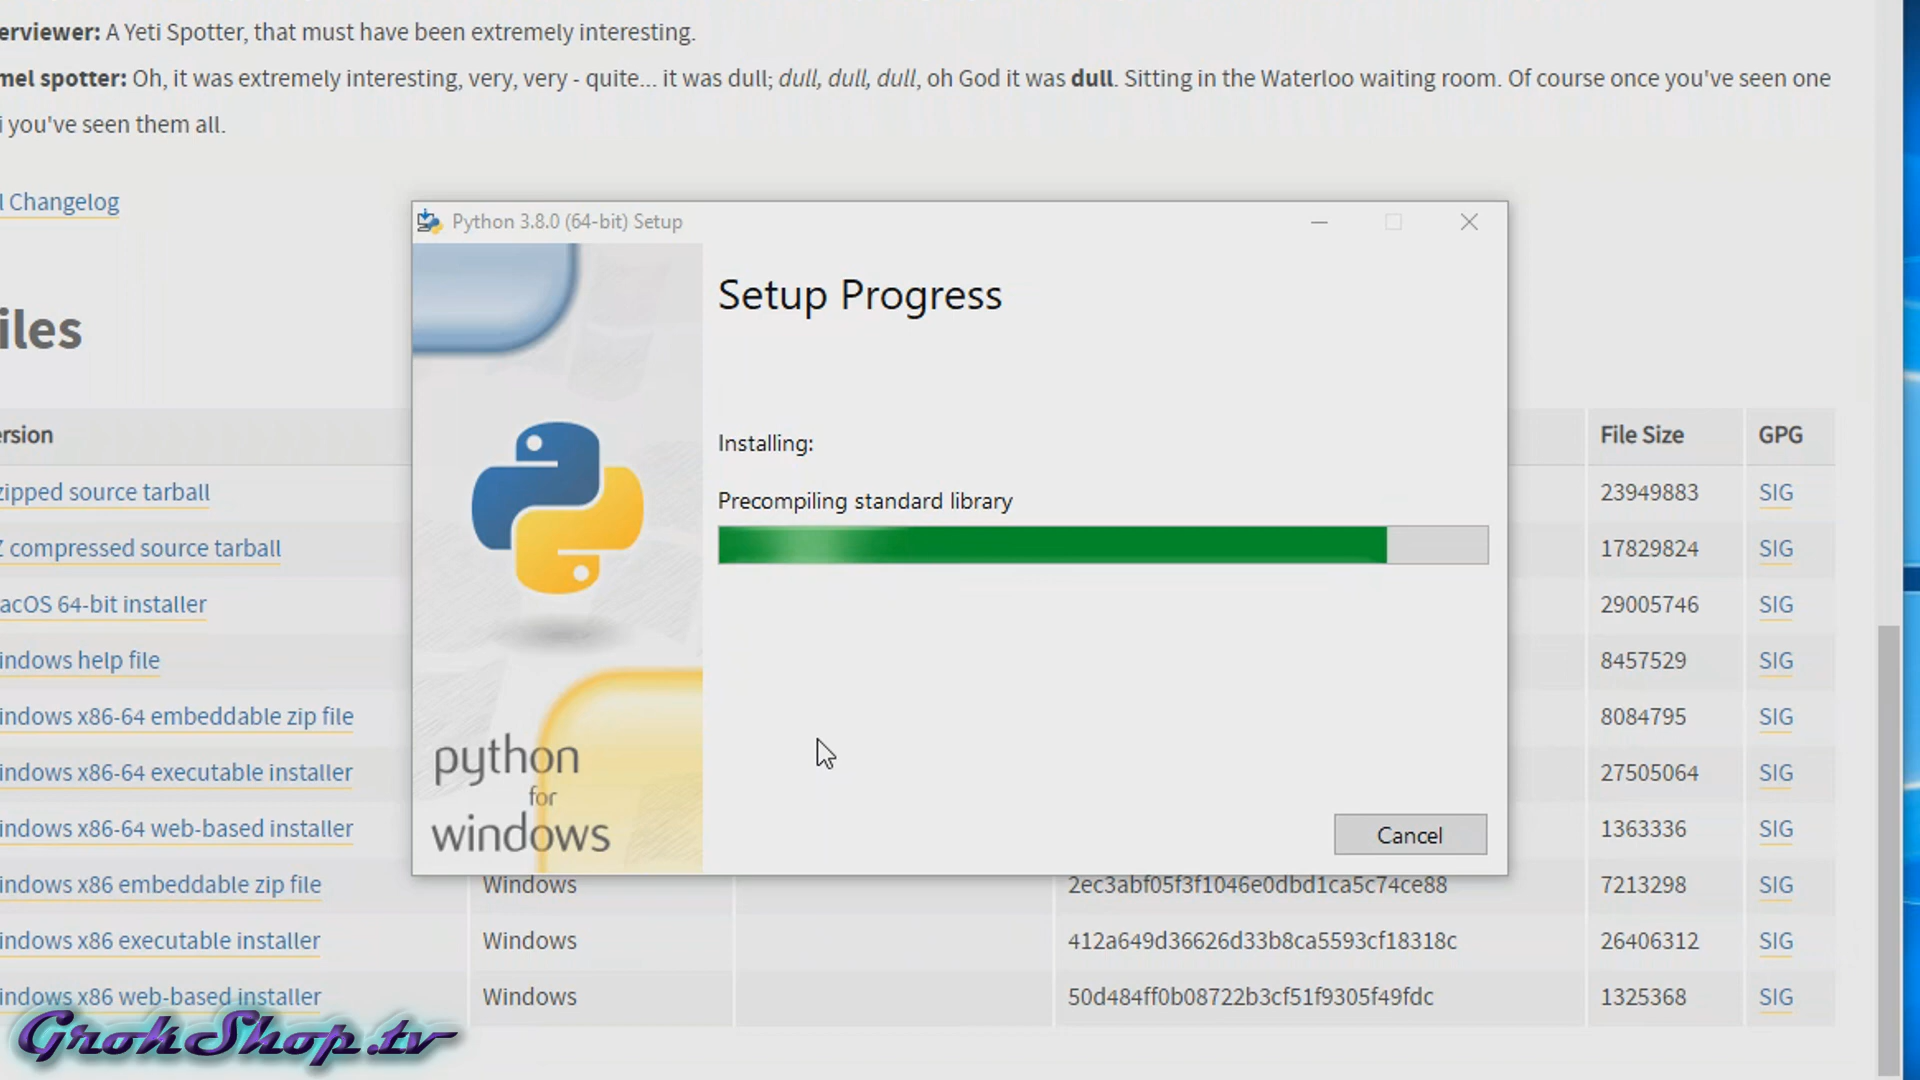 erviewer: A Yeti Spotter, that must have been extremely interesting.
mel spotter: Oh, it was extremely interesting, very, very - quite... it was dull; dull, dull, dull, oh God it was dull. Sitting in the Waterloo waiting room. Of course once you've seen one
i you've seen them all.
l Changelog
Python 3.8.0 (64-bit) Setup
Setup Progress
iles
Installing:
Precompiling standard library
ersion File Size GPG
zipped source tarball 23949883 SIG
Z compressed source tarball 17829824 SIG
acOS 64-bit installer 29005746 SIG
indows help file 8457529 SIG
indows x86-64 embeddable zip file 8084795 SIG
indows x86-64 executable installer 27505064 SIG
indows x86-64 web-based installer 1363336 SIG
python
for
windows
Cancel
indows x86 embeddable zip file Windows 2ec3abf05f3f1046e0dbd1ca5c74ce88 7213298 SIG
indows x86 executable installer Windows 412a649d36626d33b8ca5593cf18318c 26406312 SIG
indows x86 web-based installer Windows 50d484ff0b08722b3cf51f9305f49fdc 1325368 SIG
GrokShop.tv